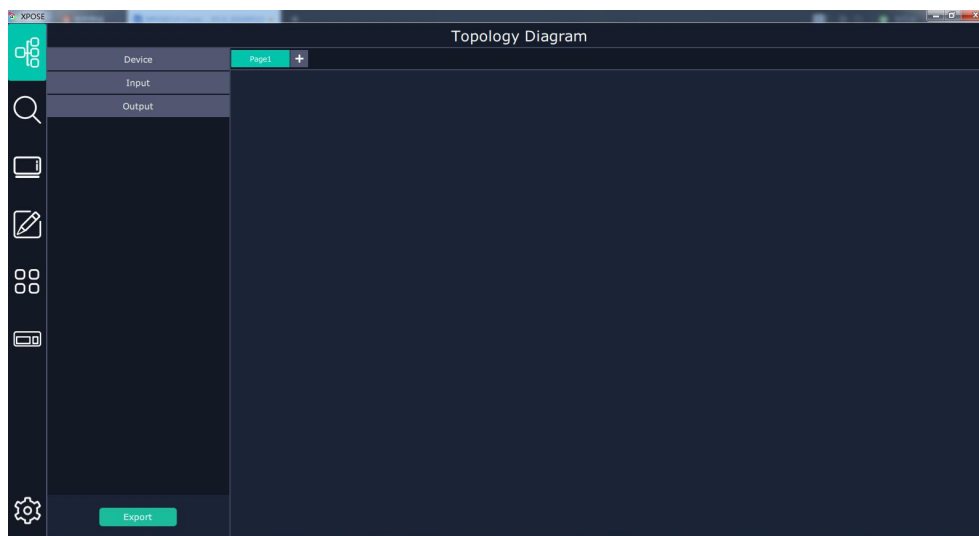 XPOSE
Topology Diagram
Device
Page1 +
Input
Output
Export